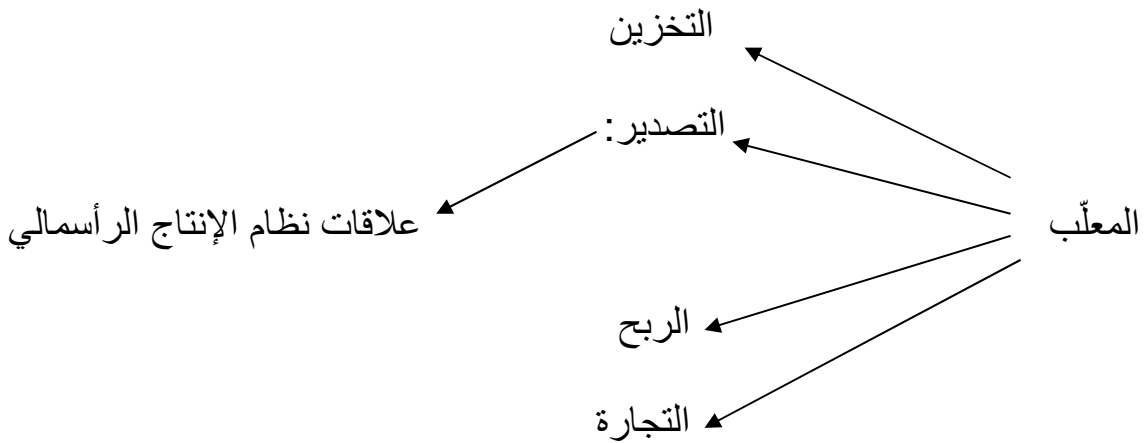 التخزين
التصدير:
المعلّب
علاقات نظام الإنتاج الرأسمالي
الربح
التجارة